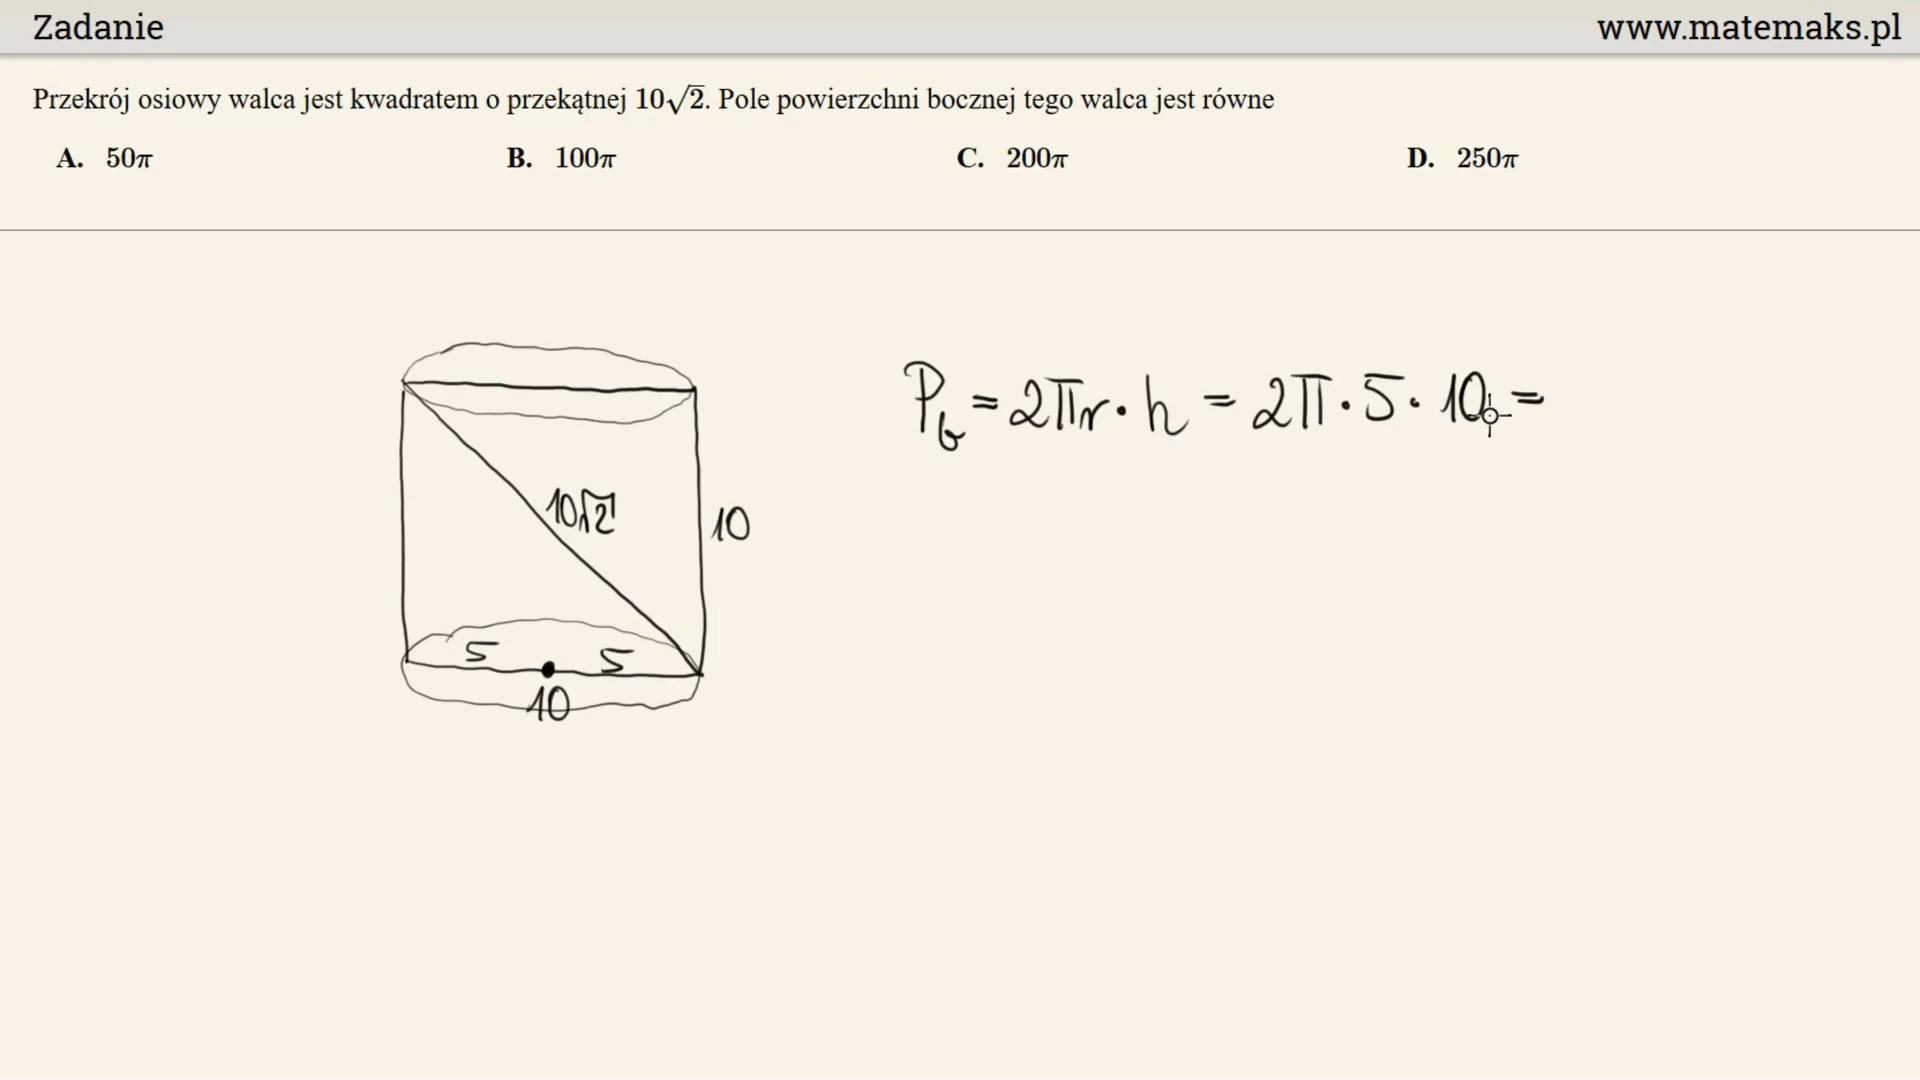 Zadanie
www.matemaks.pl
Przekrój osiowy walca jest kwadratem o przekątnej 10√2. Pole powierzchni bocznej tego walca jest równe
A. 50π B. 100π C. 200π D. 250π
P_b = 2πr · h = 2π · 5 · 10 =
10√2
10
5 5
10